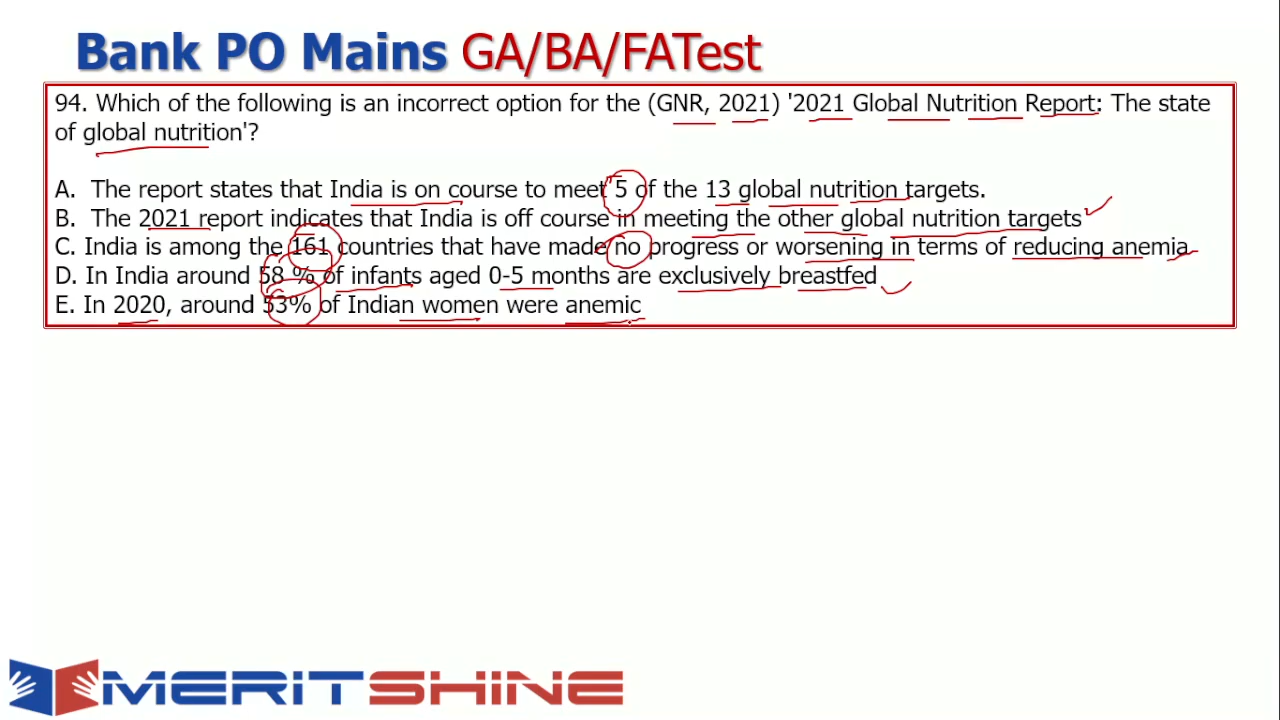 Bank PO Mains GA/BA/FATest
94. Which of the following is an incorrect option for the (GNR, 2021) '2021 Global Nutrition Report: The state
of global nutrition'?
A. The report states that India is on course to meet 5 of the 13 global nutrition targets.
B. The 2021 report indicates that India is off course in meeting the other global nutrition targets
C. India is among the 161 countries that have made no progress or worsening in terms of reducing anemia
D. In India around 58 % of infants aged 0-5 months are exclusively breastfed
E. In 2020, around 53% of Indian women were anemic
MERITSHINE